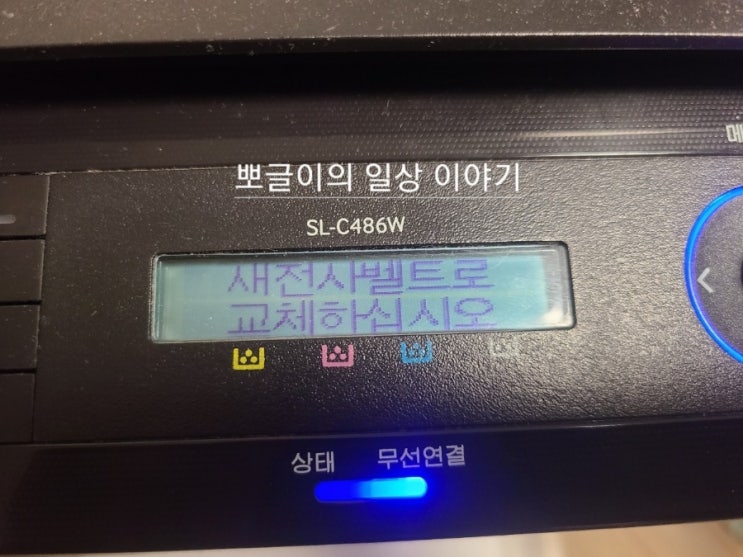 메
뽀글이의 일상 이야기
SL-C486W
새전사벨트로
교체하십시오
상태 무선연결